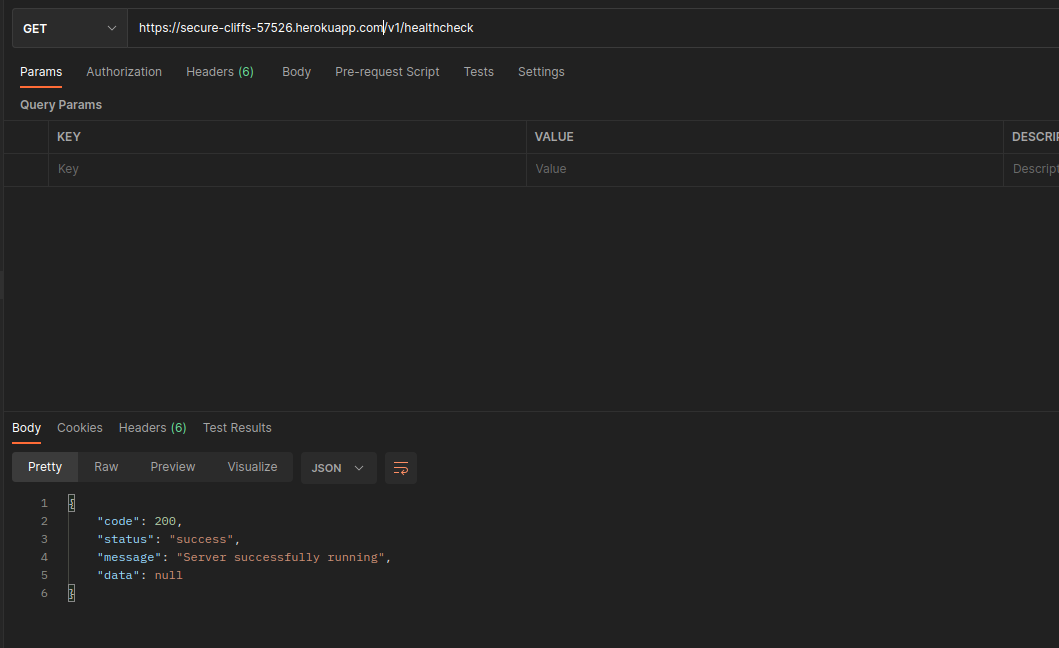 GET https://secure-cliffs-57526.herokuapp.com/v1/healthcheck
Params Authorization Headers (6) Body Pre-request Script Tests Settings
Query Params
KEY VALUE DESCRI
Key Value Descript
Body Cookies Headers (6) Test Results
Pretty Raw Preview Visualize JSON
1 {
2 "code": 200,
3 "status": "success",
4 "message": "Server successfully running",
5 "data": null
6 }